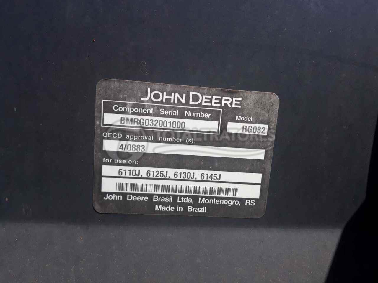 JOHN DEERE
Component Serial Number Model
BMRG032001000 RG032
OECD approval number(s)
4/0883
for use on:
6110J, 6125J, 6130J, 6145J
John Deere Brasil Ltda, Montenegro, RS
Made in Brazil